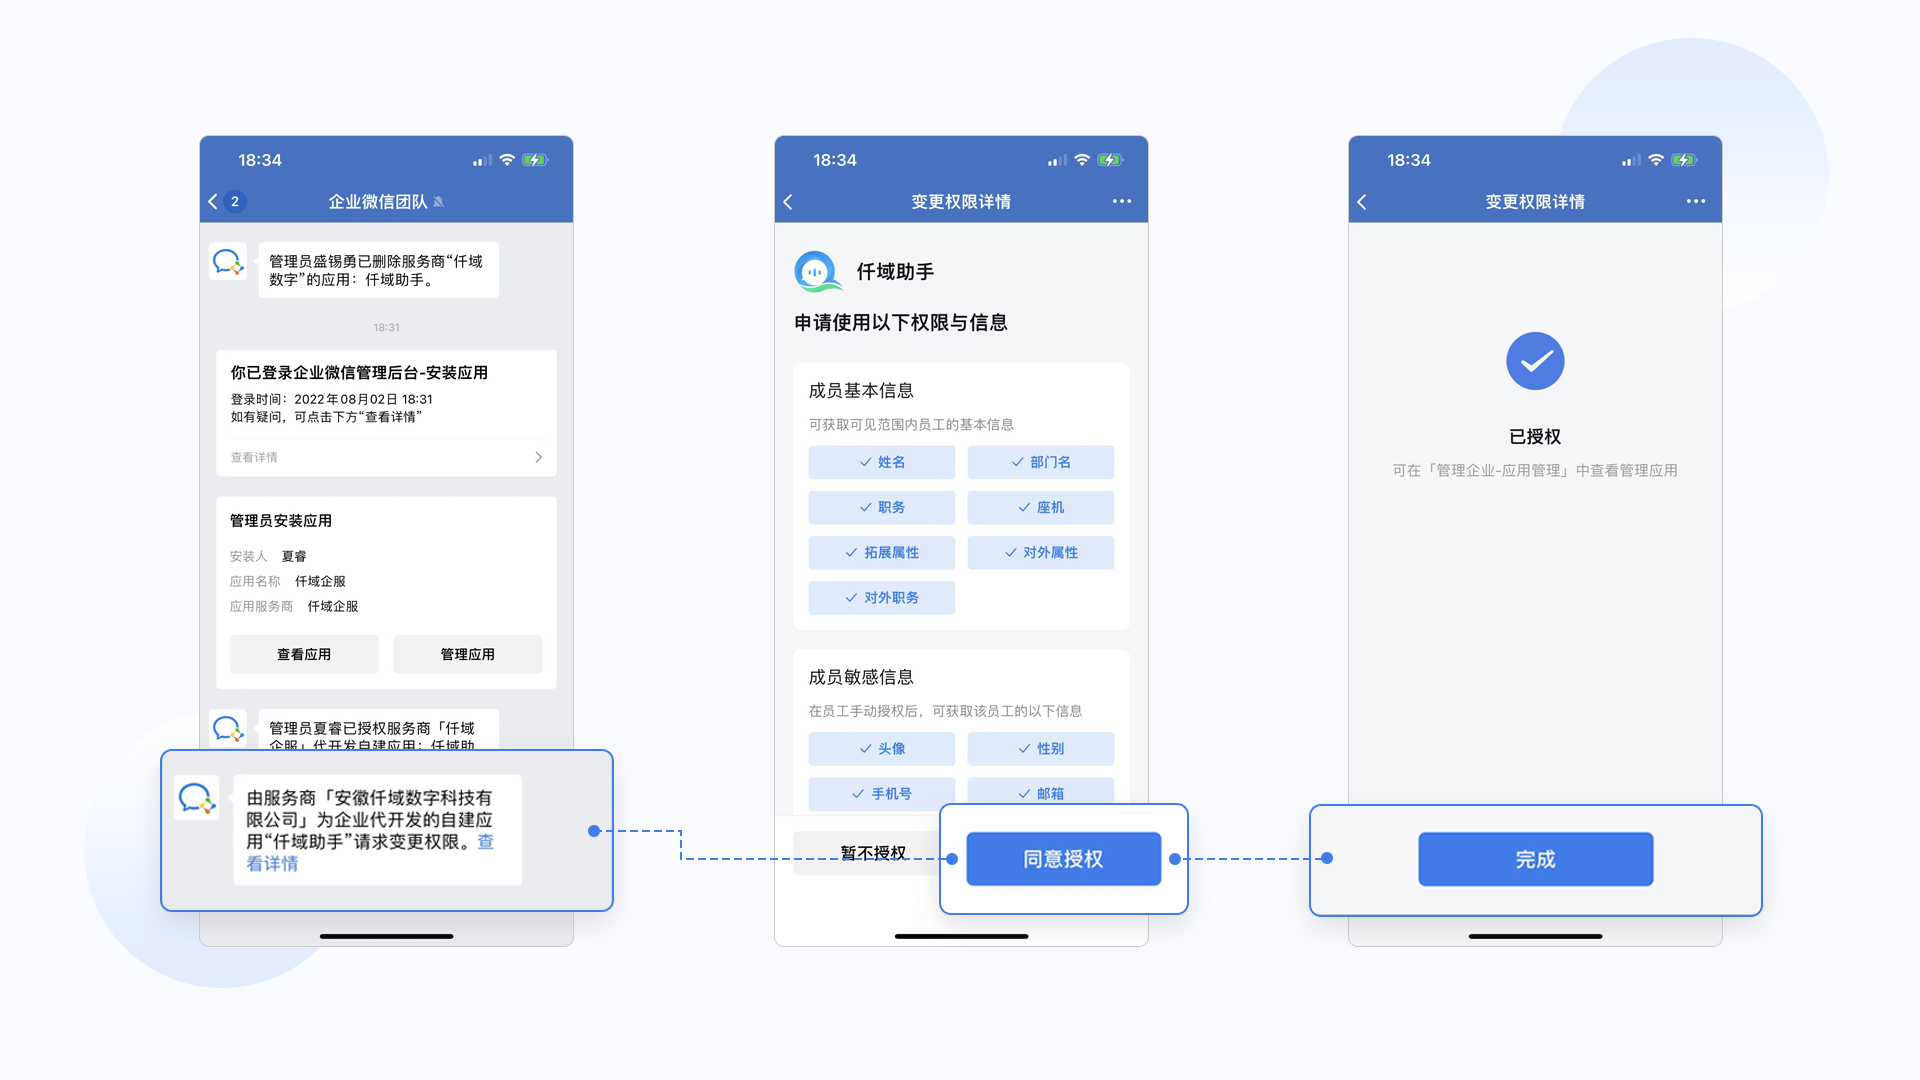 18:34
2
企业微信团队
管理员盛锡勇已删除服务商“仟域
数字”的应用：仟域助手。
18:31
你已登录企业微信管理后台-安装应用
登录时间：2022年08月02日 18:31
如有疑问，可点击下方“查看详情”
查看详情
管理员安装应用
安装人 夏睿
应用名称 仟域企服
应用服务商 仟域企服
查看应用 管理应用
管理员夏睿已授权服务商「仟域
企服」代开发自建应用：仟域助
由服务商「安徽仟域数字科技有
限公司」为企业代开发的自建应
用“仟域助手”请求变更权限。查
看详情
18:34
变更权限详情
仟域助手
申请使用以下权限与信息
成员基本信息
可获取可见范围内员工的基本信息
姓名 部门名
职务 座机
拓展属性 对外属性
对外职务
成员敏感信息
在员工手动授权后，可获取该员工的以下信息
头像 性别
手机号 邮箱
暂不授权 同意授权
18:34
变更权限详情
已授权
可在「管理企业-应用管理」中查看管理应用
完成